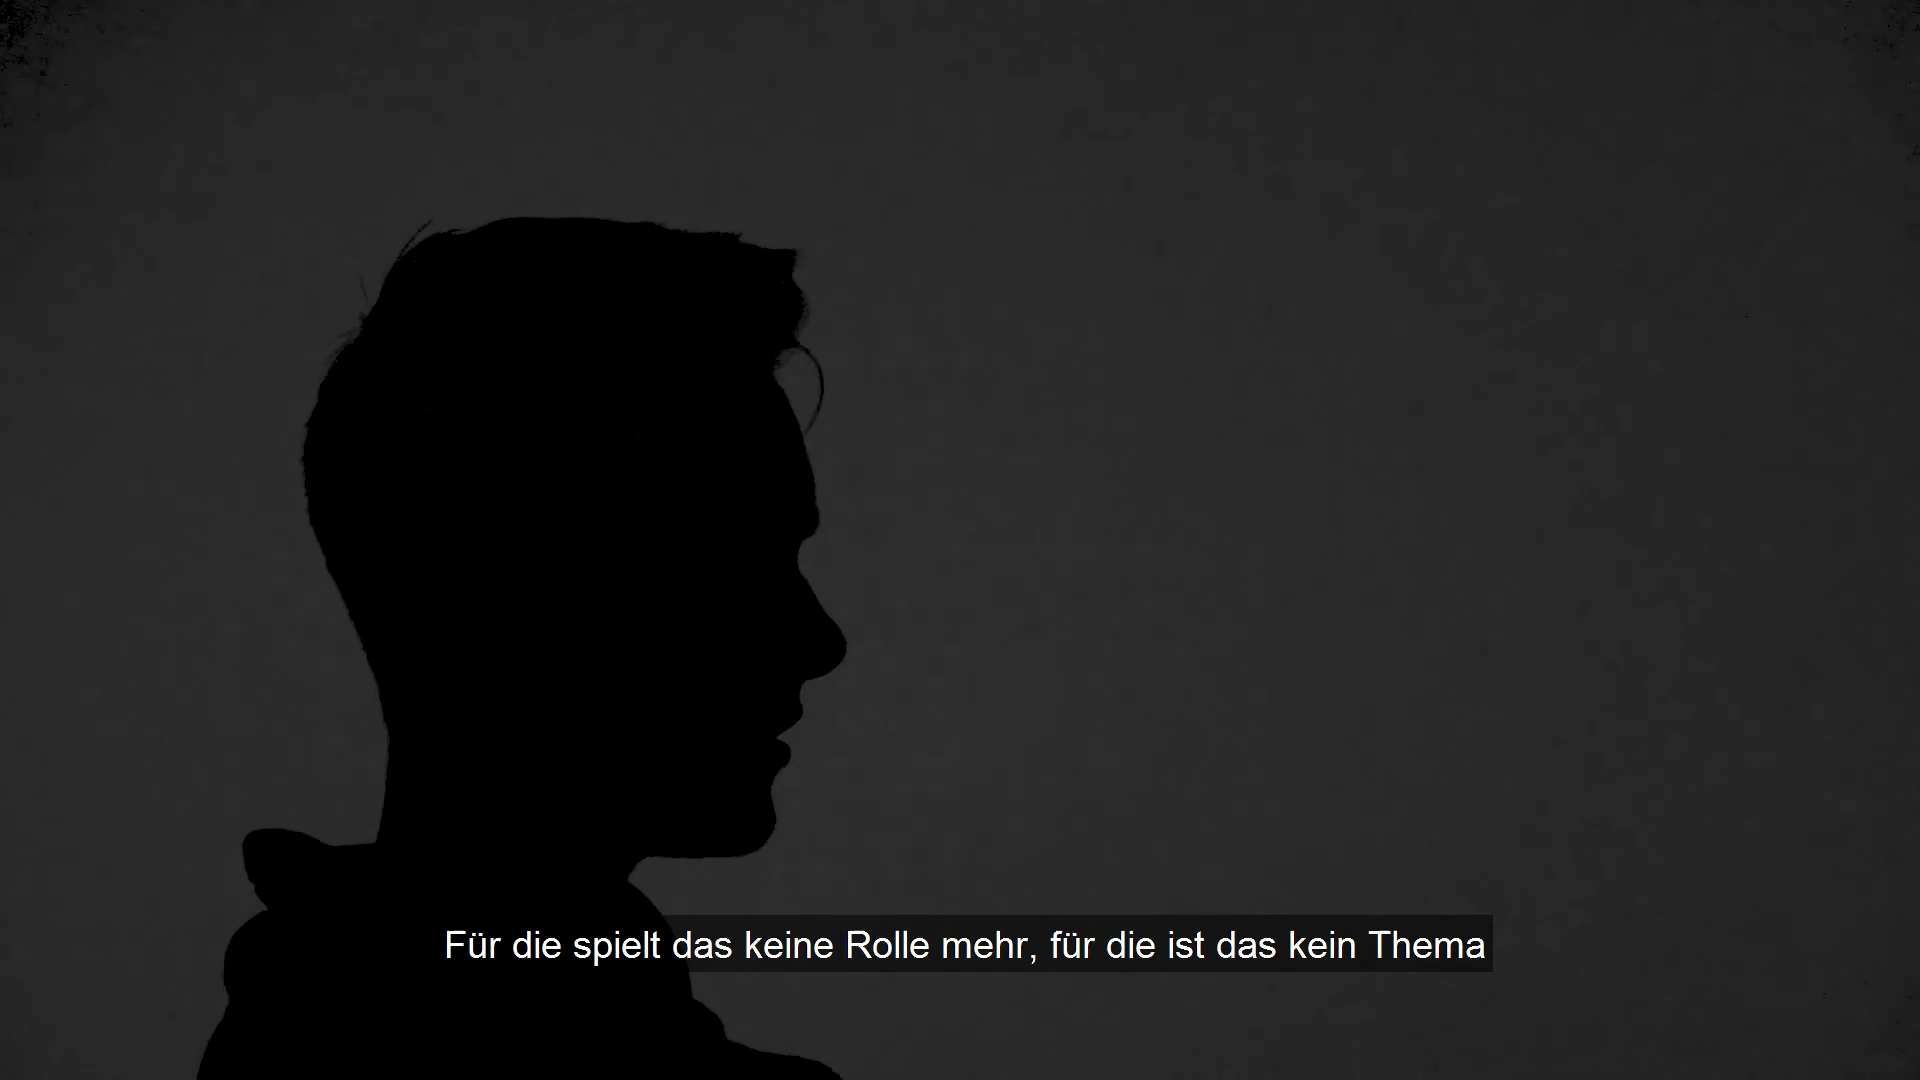 Für die spielt das keine Rolle mehr, für die ist das kein Thema